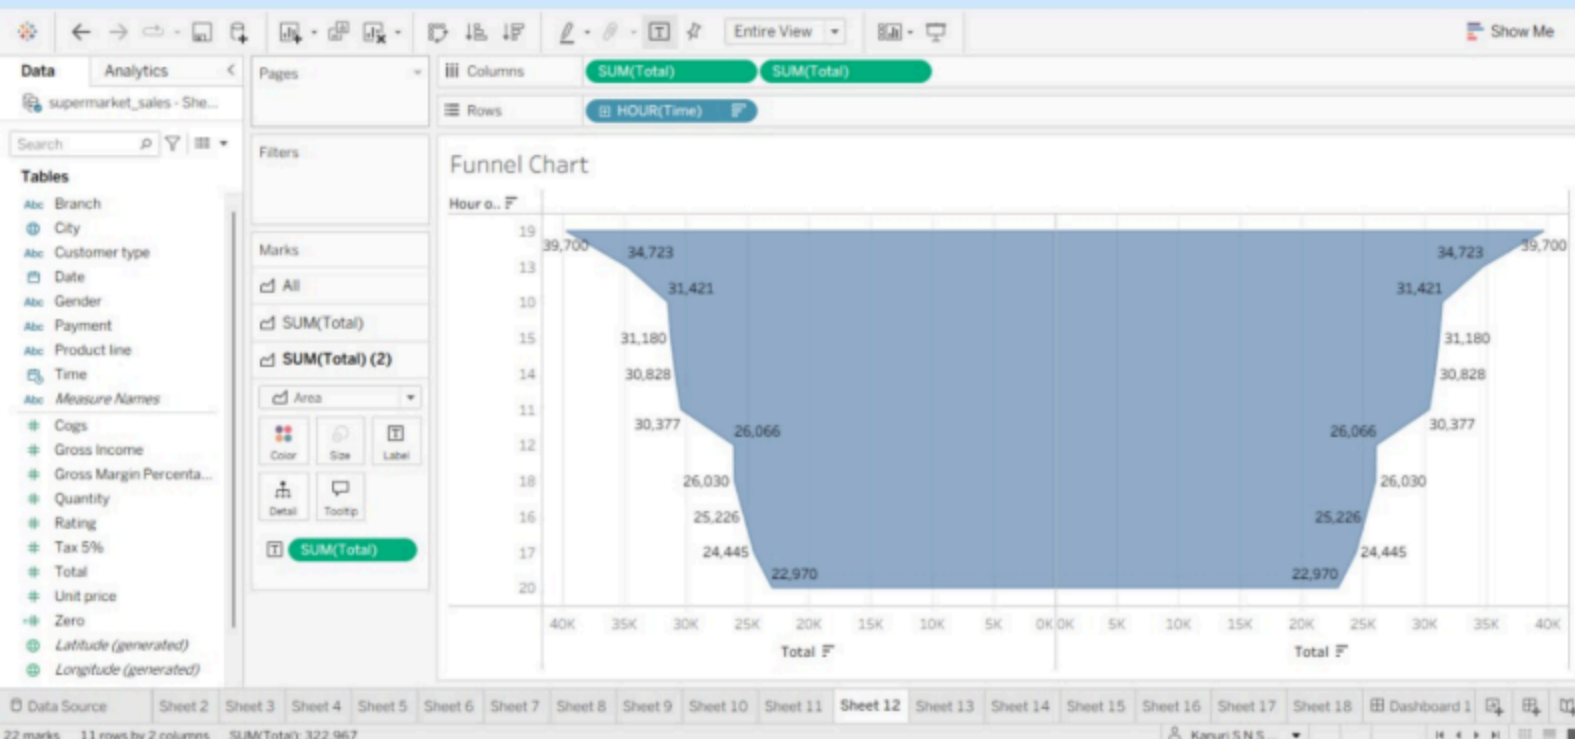 Entire View
Show Me
Data Analytics
Pages
Columns SUM(Total) SUM(Total)
supermarket_sales - She...
Rows HOUR(Time)
Search
Filters
Tables
Abc Branch
City
Abc Customer type
Date
Abc Gender
Abc Payment
Abc Product line
Time
Abc Measure Names
# Cogs
# Gross Income
# Gross Margin Percenta...
# Quantity
# Rating
# Tax 5%
# Total
# Unit price
# Zero
Latitude (generated)
Longitude (generated)
Marks
All
SUM(Total)
SUM(Total) (2)
Area
Color Size Label
Detail Tooltip
SUM(Total)
Funnel Chart
Hour o..
19 39,700 39,700
34,723 34,723
13
31,421 31,421
10
15 31,180 31,180
14 30,828 30,828
11
30,377 30,377
26,066 26,066
12
18 26,030 26,030
16 25,226 25,226
17 24,445 24,445
22,970 22,970
20
40K 35K 30K 25K 20K 15K 10K 5K 0K 0K 5K 10K 15K 20K 25K 30K 35K 40K
Total Total
Data Source Sheet 2 Sheet 3 Sheet 4 Sheet 5 Sheet 6 Sheet 7 Sheet 8 Sheet 9 Sheet 10 Sheet 11 Sheet 12 Sheet 13 Sheet 14 Sheet 15 Sheet 16 Sheet 17 Sheet 18 Dashboard 1
22 marks 11 rows by 2 columns SUM(Total): 322,967 Kanuri S.N.S...